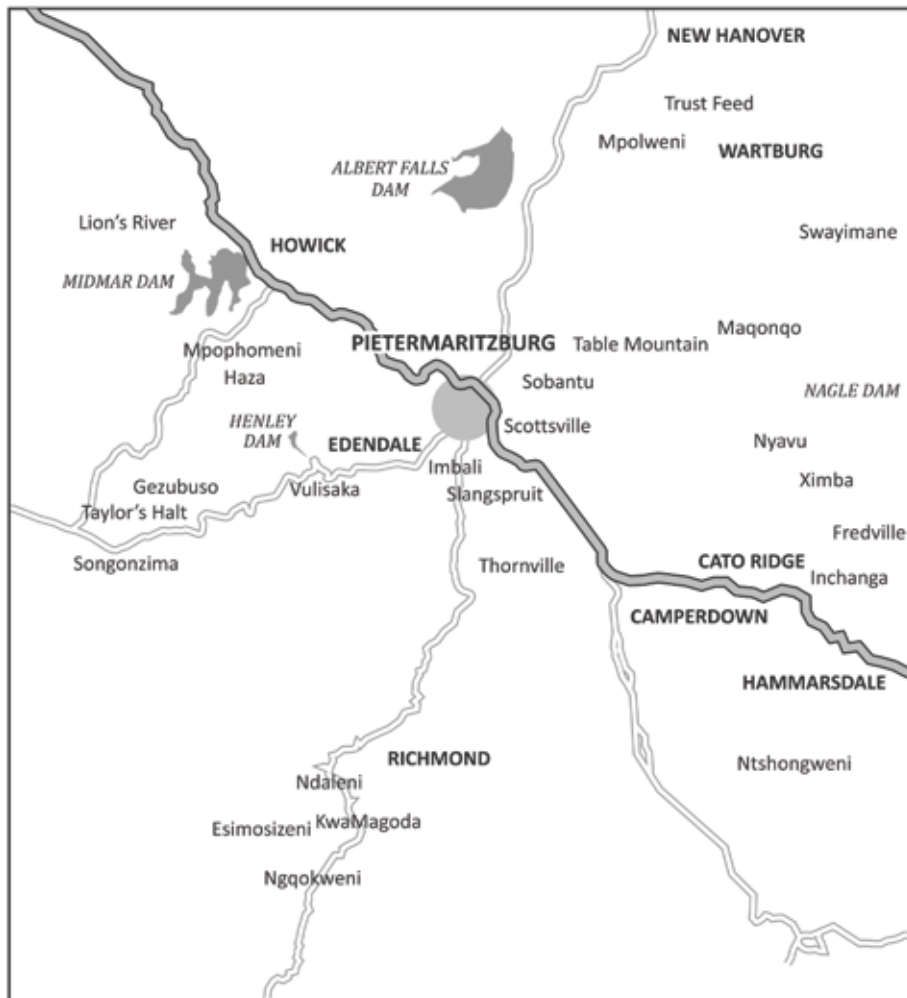 NEW HANOVER
Trust Feed
Mpolweni
WARTBURG
ALBERT FALLS
DAM
Lion's River
HOWICK
Swayimane
MIDMAR DAM
PIETERMARITZBURG
Table Mountain
Maqonqo
Mpophomeni
Haza
Sobantu
NAGLE DAM
HENLEY
DAM
EDENDALE
Scottsville
Nyavu
Imbali
Ximba
Gezubuso
Vulisaka
Slangspruit
Taylor's Halt
Fredville
Songonzima
Thornville
CATO RIDGE
Inchanga
CAMPERDOWN
HAMMARSDALE
RICHMOND
Ntshongweni
Ndaleni
Esimosizeni
KwaMagoda
Ngqokweni